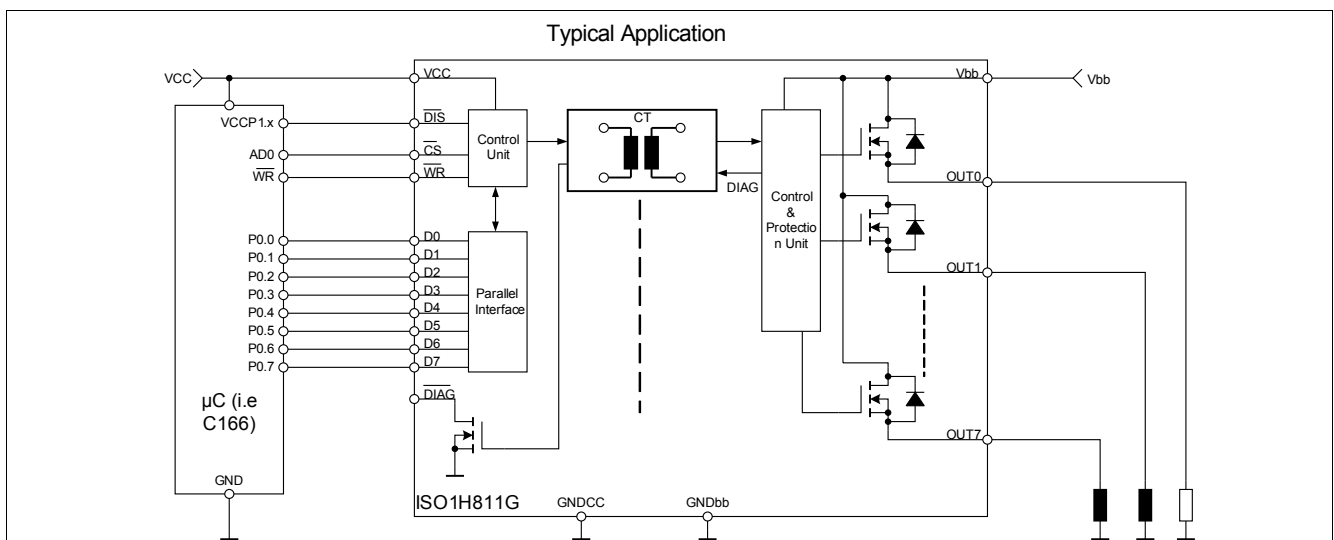 Typical Application
VCC
VCC
Vbb
Vbb
VCCP1.x
DIS
AD0
CS
WR
WR
Control
Unit
CT
DIAG
Control
&
Protectio
n Unit
OUT0
OUT1
OUT7
P0.0
P0.1
P0.2
P0.3
P0.4
P0.5
P0.6
P0.7
D0
D1
D2
D3
D4
D5
D6
D7
Parallel
Interface
DIAG
µC (i.e
C166)
GND
ISO1H811G
GNDCC
GNDbb